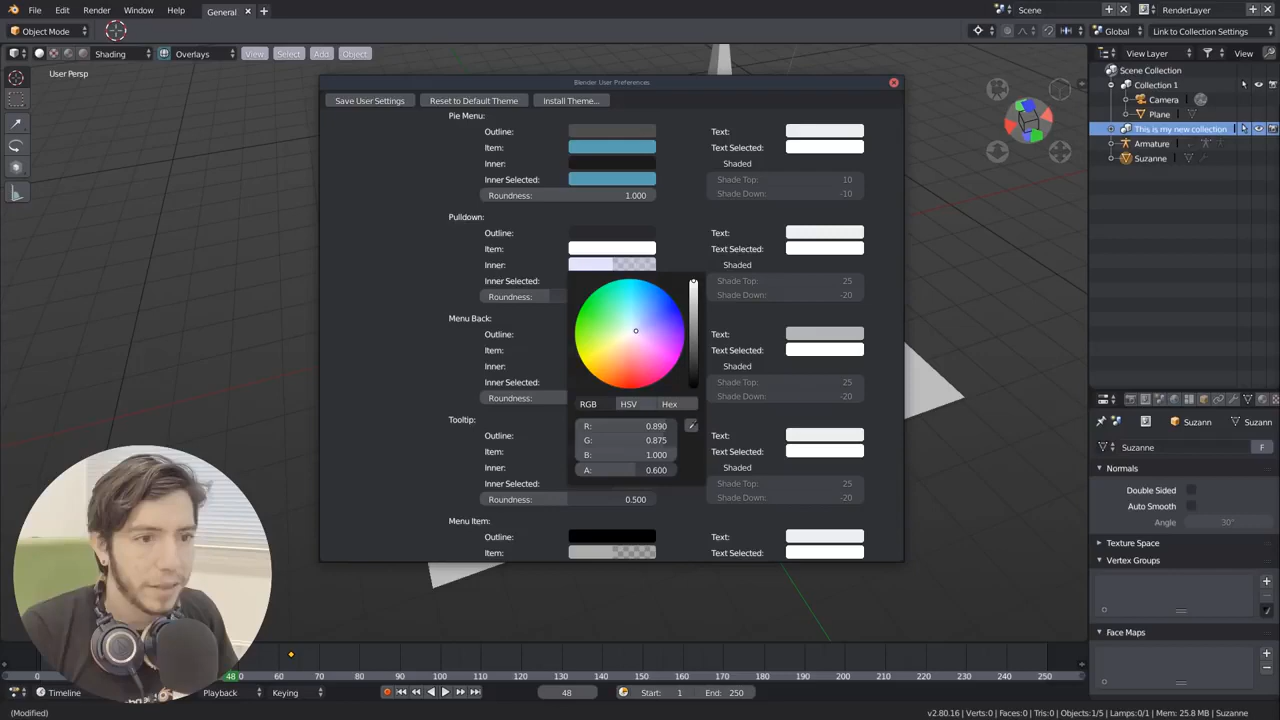 File Edit Render Window Help General Scene RenderLayer
Object Mode Global Link to Collection Settings
Shading Overlays View Select Add Object View Layer View
User Persp
Blender User Preferences
Save User Settings Reset to Default Theme Install Theme...
Scene Collection
Collection 1
Camera
Plane
This is my new collection
Armature
Suzanne
Pie Menu:
Outline: Text:
Item: Text Selected:
Inner: Shaded
Inner Selected: Shade Top: 10
Roundness: 1.000 Shade Down: -10
Pulldown:
Outline: Text:
Item: Text Selected:
Inner: Shaded
Inner Selected: Shade Top: 25
Roundness: Shade Down: -20
Menu Back:
Outline: Text:
Item: Text Selected:
Inner: Shaded
Inner Selected: Shade Top: 25
Roundness: Shade Down: -20
RGB HSV Hex
R: 0.890
G: 0.875
B: 1.000
A: 0.600
Tooltip:
Outline: Text:
Item: Text Selected:
Inner: Shaded
Inner Selected: Shade Top: 25
Roundness: 0.500 Shade Down: -20
Menu Item:
Outline: Text:
Item: Text Selected:
Suzann Suzann
Suzanne F
Normals
Double Sided
Auto Smooth
Angle 30°
Texture Space
Vertex Groups
Face Maps
0 48 70 80 90 100 110 120 130 140 150 160 170 180 190 200 210 220 230 240 250
Timeline Playback Keying 48 Start: 1 End: 250
(Modified) v2.80.16 | Verts:0 | Faces:0 | Tris:0 | Objects:1/5 | Lamps:0/1 | Mem: 25.8 MB | Suzanne